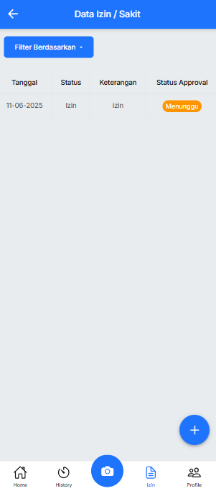 Data Izin / Sakit
Filter Berdasarkan
Tanggal Status Keterangan Status Approval
11-06-2025 Izin Izin Menunggu
Home History Izin Profile